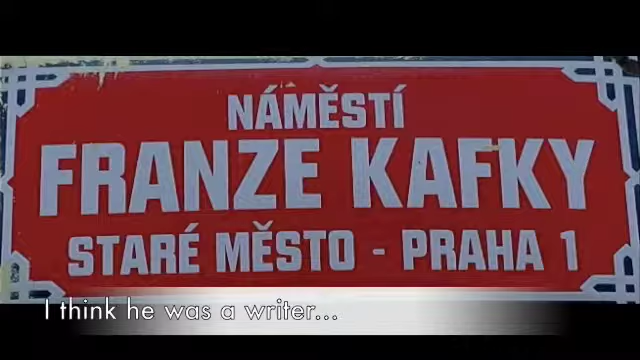 NÁMĚSTÍ
FRANZE KAFKY
STARÉ MĚSTO - PRAHA 1
I think he was a writer...